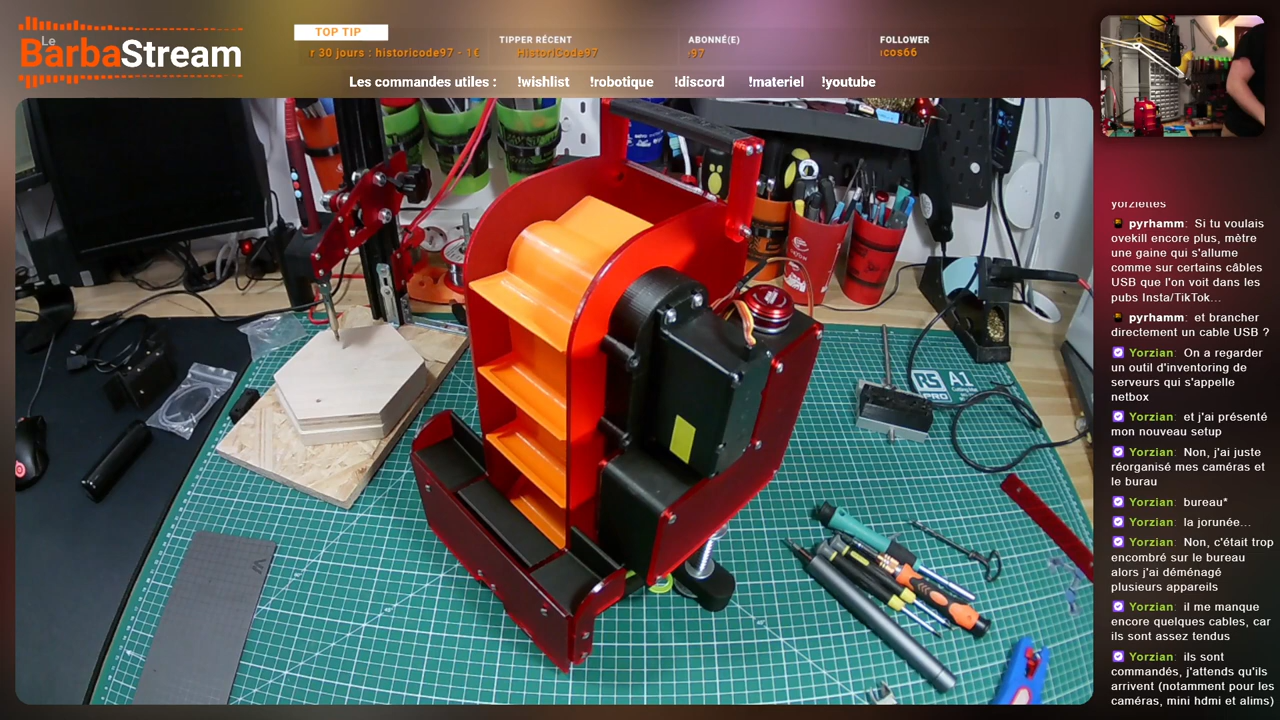 Le
BarbaStream
TOP TIP
r 30 jours : historicode97 - 1€
TIPPER RÉCENT
HistoriCode97
ABONNÉ(E)
97
FOLLOWER
cos66
Les commandes utiles : !wishlist !robotique !discord !materiel !youtube
yorziettes
pyrhamm: Si tu voulais
ovekill encore plus, mètre
une gaine qui s'allume
comme sur certains câbles
USB que l'on voit dans les
pubs Insta/TikTok...
pyrhamm: et brancher
directement un cable USB ?
Yorzian: On a regarder
un outil d'inventoring de
serveurs qui s'appelle
netbox
Yorzian: et j'ai présenté
mon nouveau setup
Yorzian: Non, j'ai juste
réorganisé mes caméras et
le burau
Yorzian: bureau*
Yorzian: la jorunée...
Yorzian: Non, c'était trop
encombré sur le bureau
alors j'ai déménagé
plusieurs appareils
Yorzian: il me manque
encore quelques cables, car
ils sont assez tendus
Yorzian: ils sont
commandés, j'attends qu'ils
arrivent (notamment pour les
caméras, mini hdmi et alims)
RS PRO A1